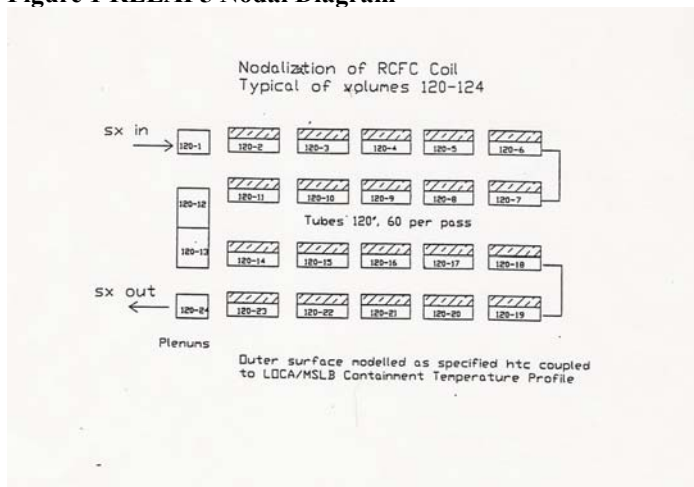 Figure 1 RELAP5 Nodal Diagram
Nodalization of RCFC Coil
Typical of volumes 120-124
sx in
120-1 120-2 120-3 120-4 120-5 120-6
120-12 120-11 120-10 120-9 120-8 120-7
Tubes 120", 60 per pass
120-13 120-14 120-15 120-16 120-17 120-18
sx out
120-24 120-23 120-22 120-21 120-20 120-19
Plenuns
Outer surface modelled as specified htc coupled
to LOCA/MSLB Containment Temperature Profile